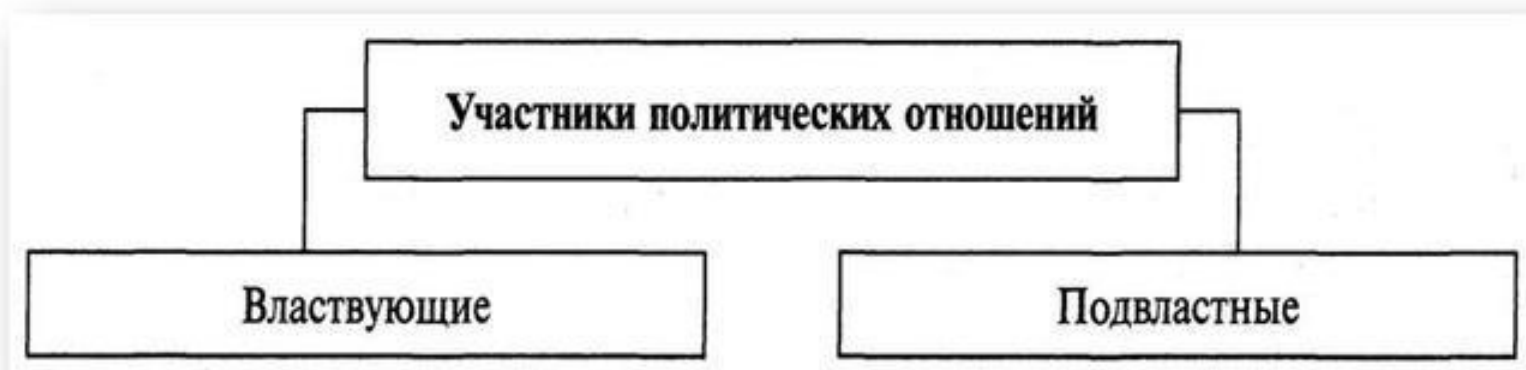 Участники политических отношений
Властвующие
Подвластные